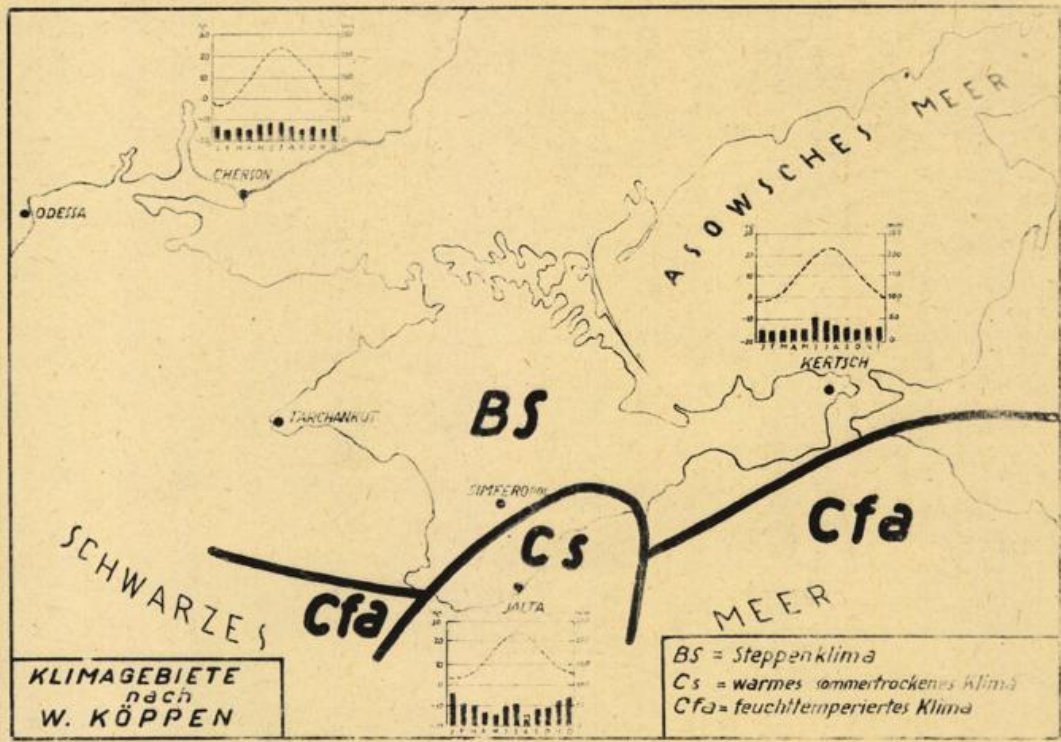 CHERSON
ODESSA
ASOWSCHES MEER
KERTSCH
TARCHANKUT
BS
SIMFEROPOL
Cs
Cfa
SCHWARZES
Cfa
JALTA
MEER
KLIMAGEBIETE
nach
W. KÖPPEN
BS = Steppenklima
Cs = warmes sommertrockenes Klima
Cfa = feuchttemperiertes Klima